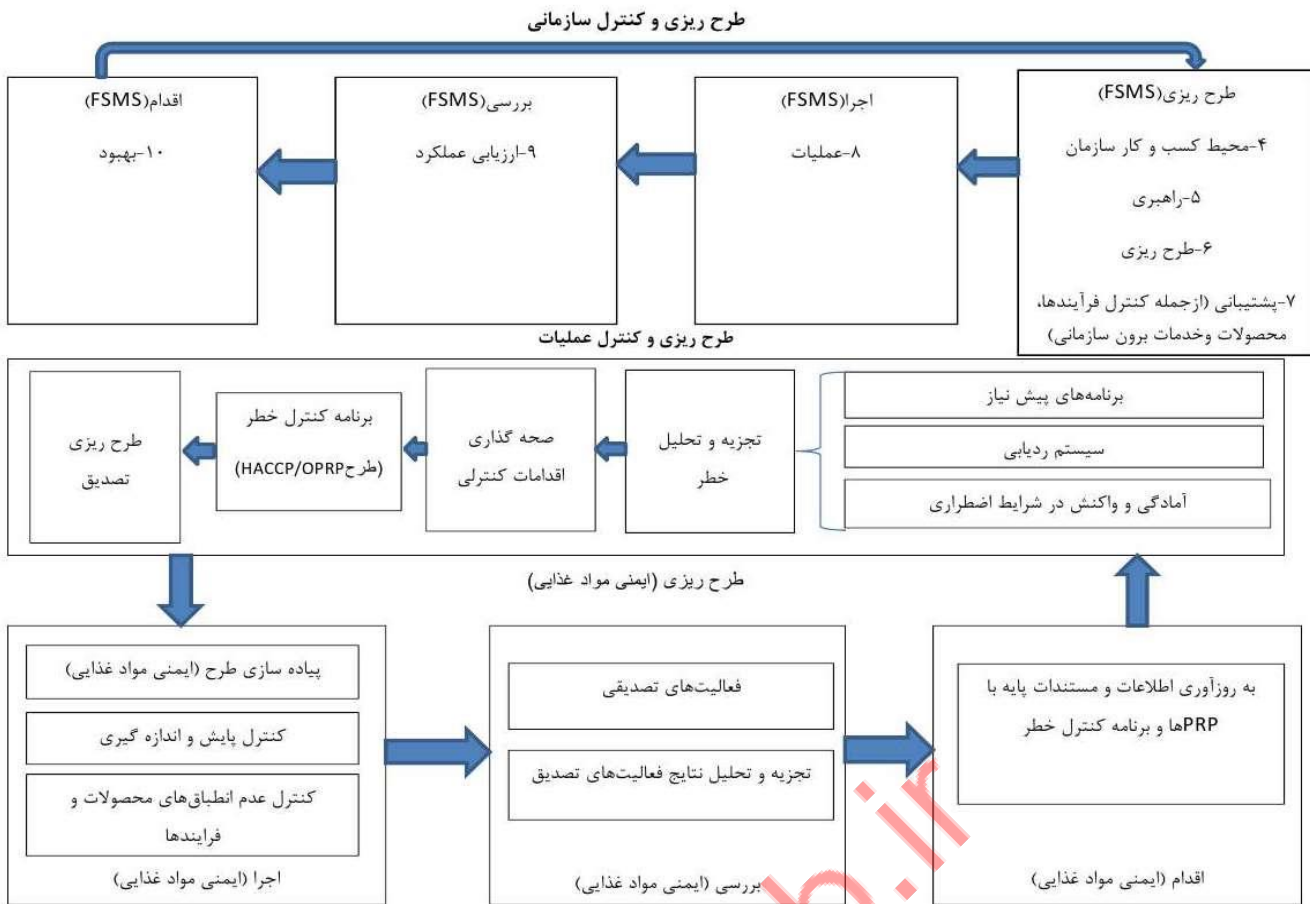 طرح ریزی و کنترل سازمانی
طرح ریزی(FSMS)
۴-محیط کسب و کار سازمان
۵-راهبری
۶-طرح ریزی
۷-پشتیبانی (ازجمله کنترل فرآیندها،
محصولات وخدمات برون سازمانی)
اجرا(FSMS)
۸-عملیات
بررسی(FSMS)
۹-ارزیابی عملکرد
اقدام(FSMS)
۱۰-بهبود
طرح ریزی و کنترل عملیات
برنامه‌های پیش نیاز
سیستم ردیابی
آمادگی و واکنش در شرایط اضطراری
تجزیه و تحلیل
خطر
صحه گذاری
اقدامات کنترلی
برنامه کنترل خطر
(طرحHACCP/OPRP)
طرح ریزی
تصدیق
طرح ریزی (ایمنی مواد غذایی)
پیاده سازی طرح (ایمنی مواد غذایی)
کنترل پایش و اندازه گیری
کنترل عدم انطباق‌های محصولات و
فرایندها
اجرا (ایمنی مواد غذایی)
فعالیت‌های تصدیقی
تجزیه و تحلیل نتایج فعالیت‌های تصدیق
بررسی (ایمنی مواد غذایی)
به روزآوری اطلاعات و مستندات پایه با
PRPها و برنامه کنترل خطر
اقدام (ایمنی مواد غذایی)
b.ir